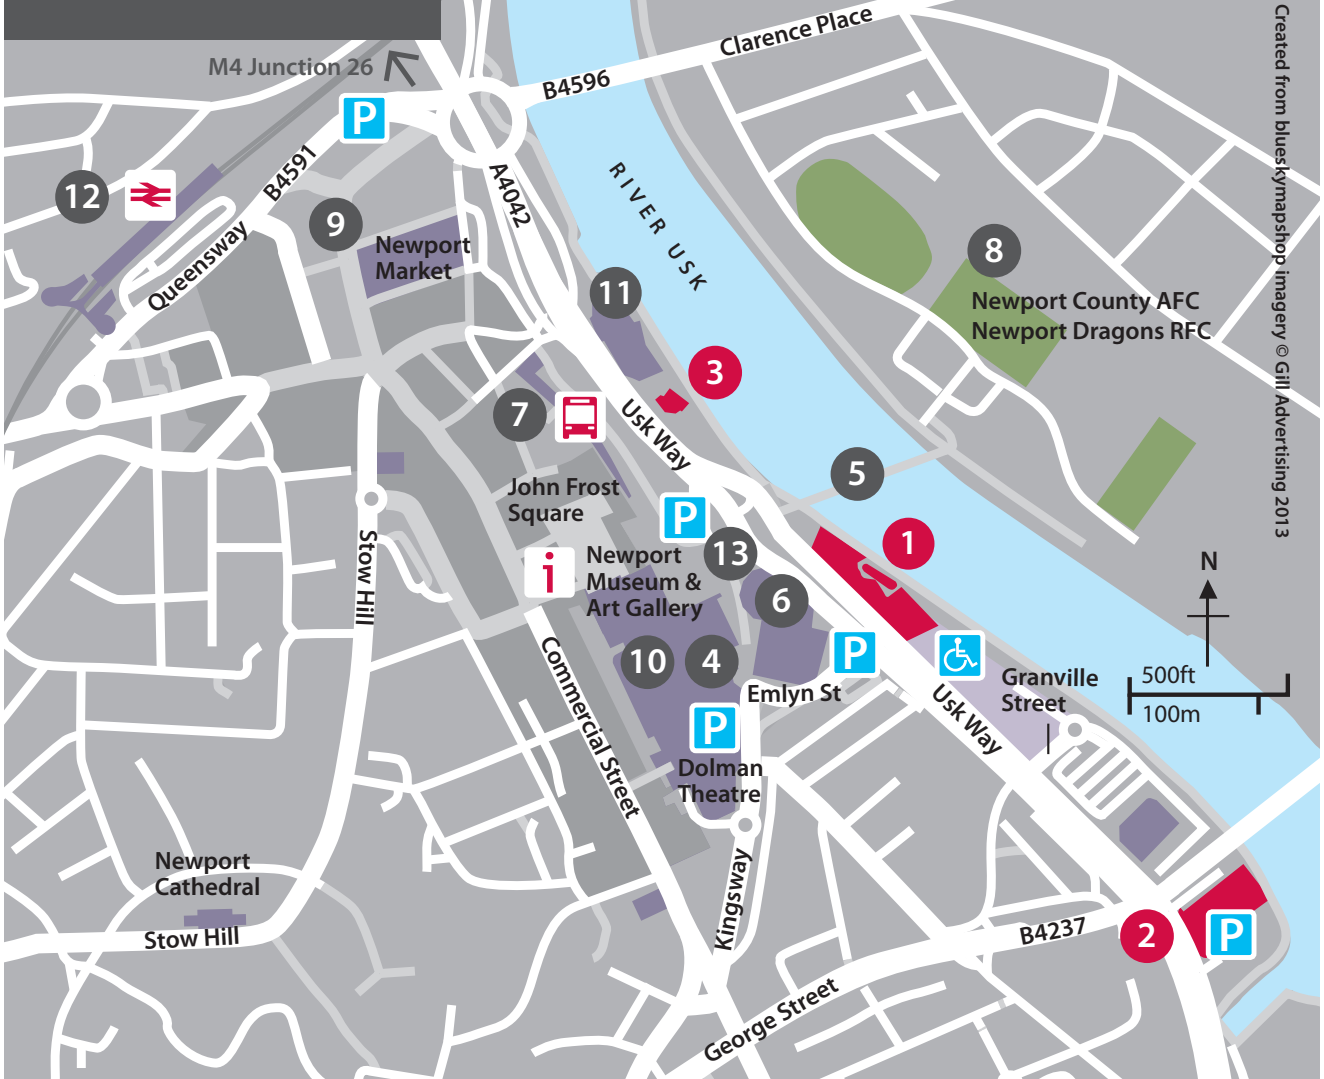 M4 Junction 26
P
B4596
Clarence Place
B4591
12
9
A4042
RIVER USK
Queensway
Newport
Market
8
Newport County AFC
Newport Dragons RFC
11
3
7
Usk Way
5
John Frost
Square
P
Stow Hill
i
Newport
Museum &
Art Gallery
13
1
6
N
10
4
P
Emlyn St
Granville
Street
500ft
100m
Usk Way
Commercial Street
P
Dolman
Theatre
Newport
Cathedral
Stow Hill
Kingsway
B4237
2
P
George Street
Created from blueskymapshop imagery © Gill Advertising 2013